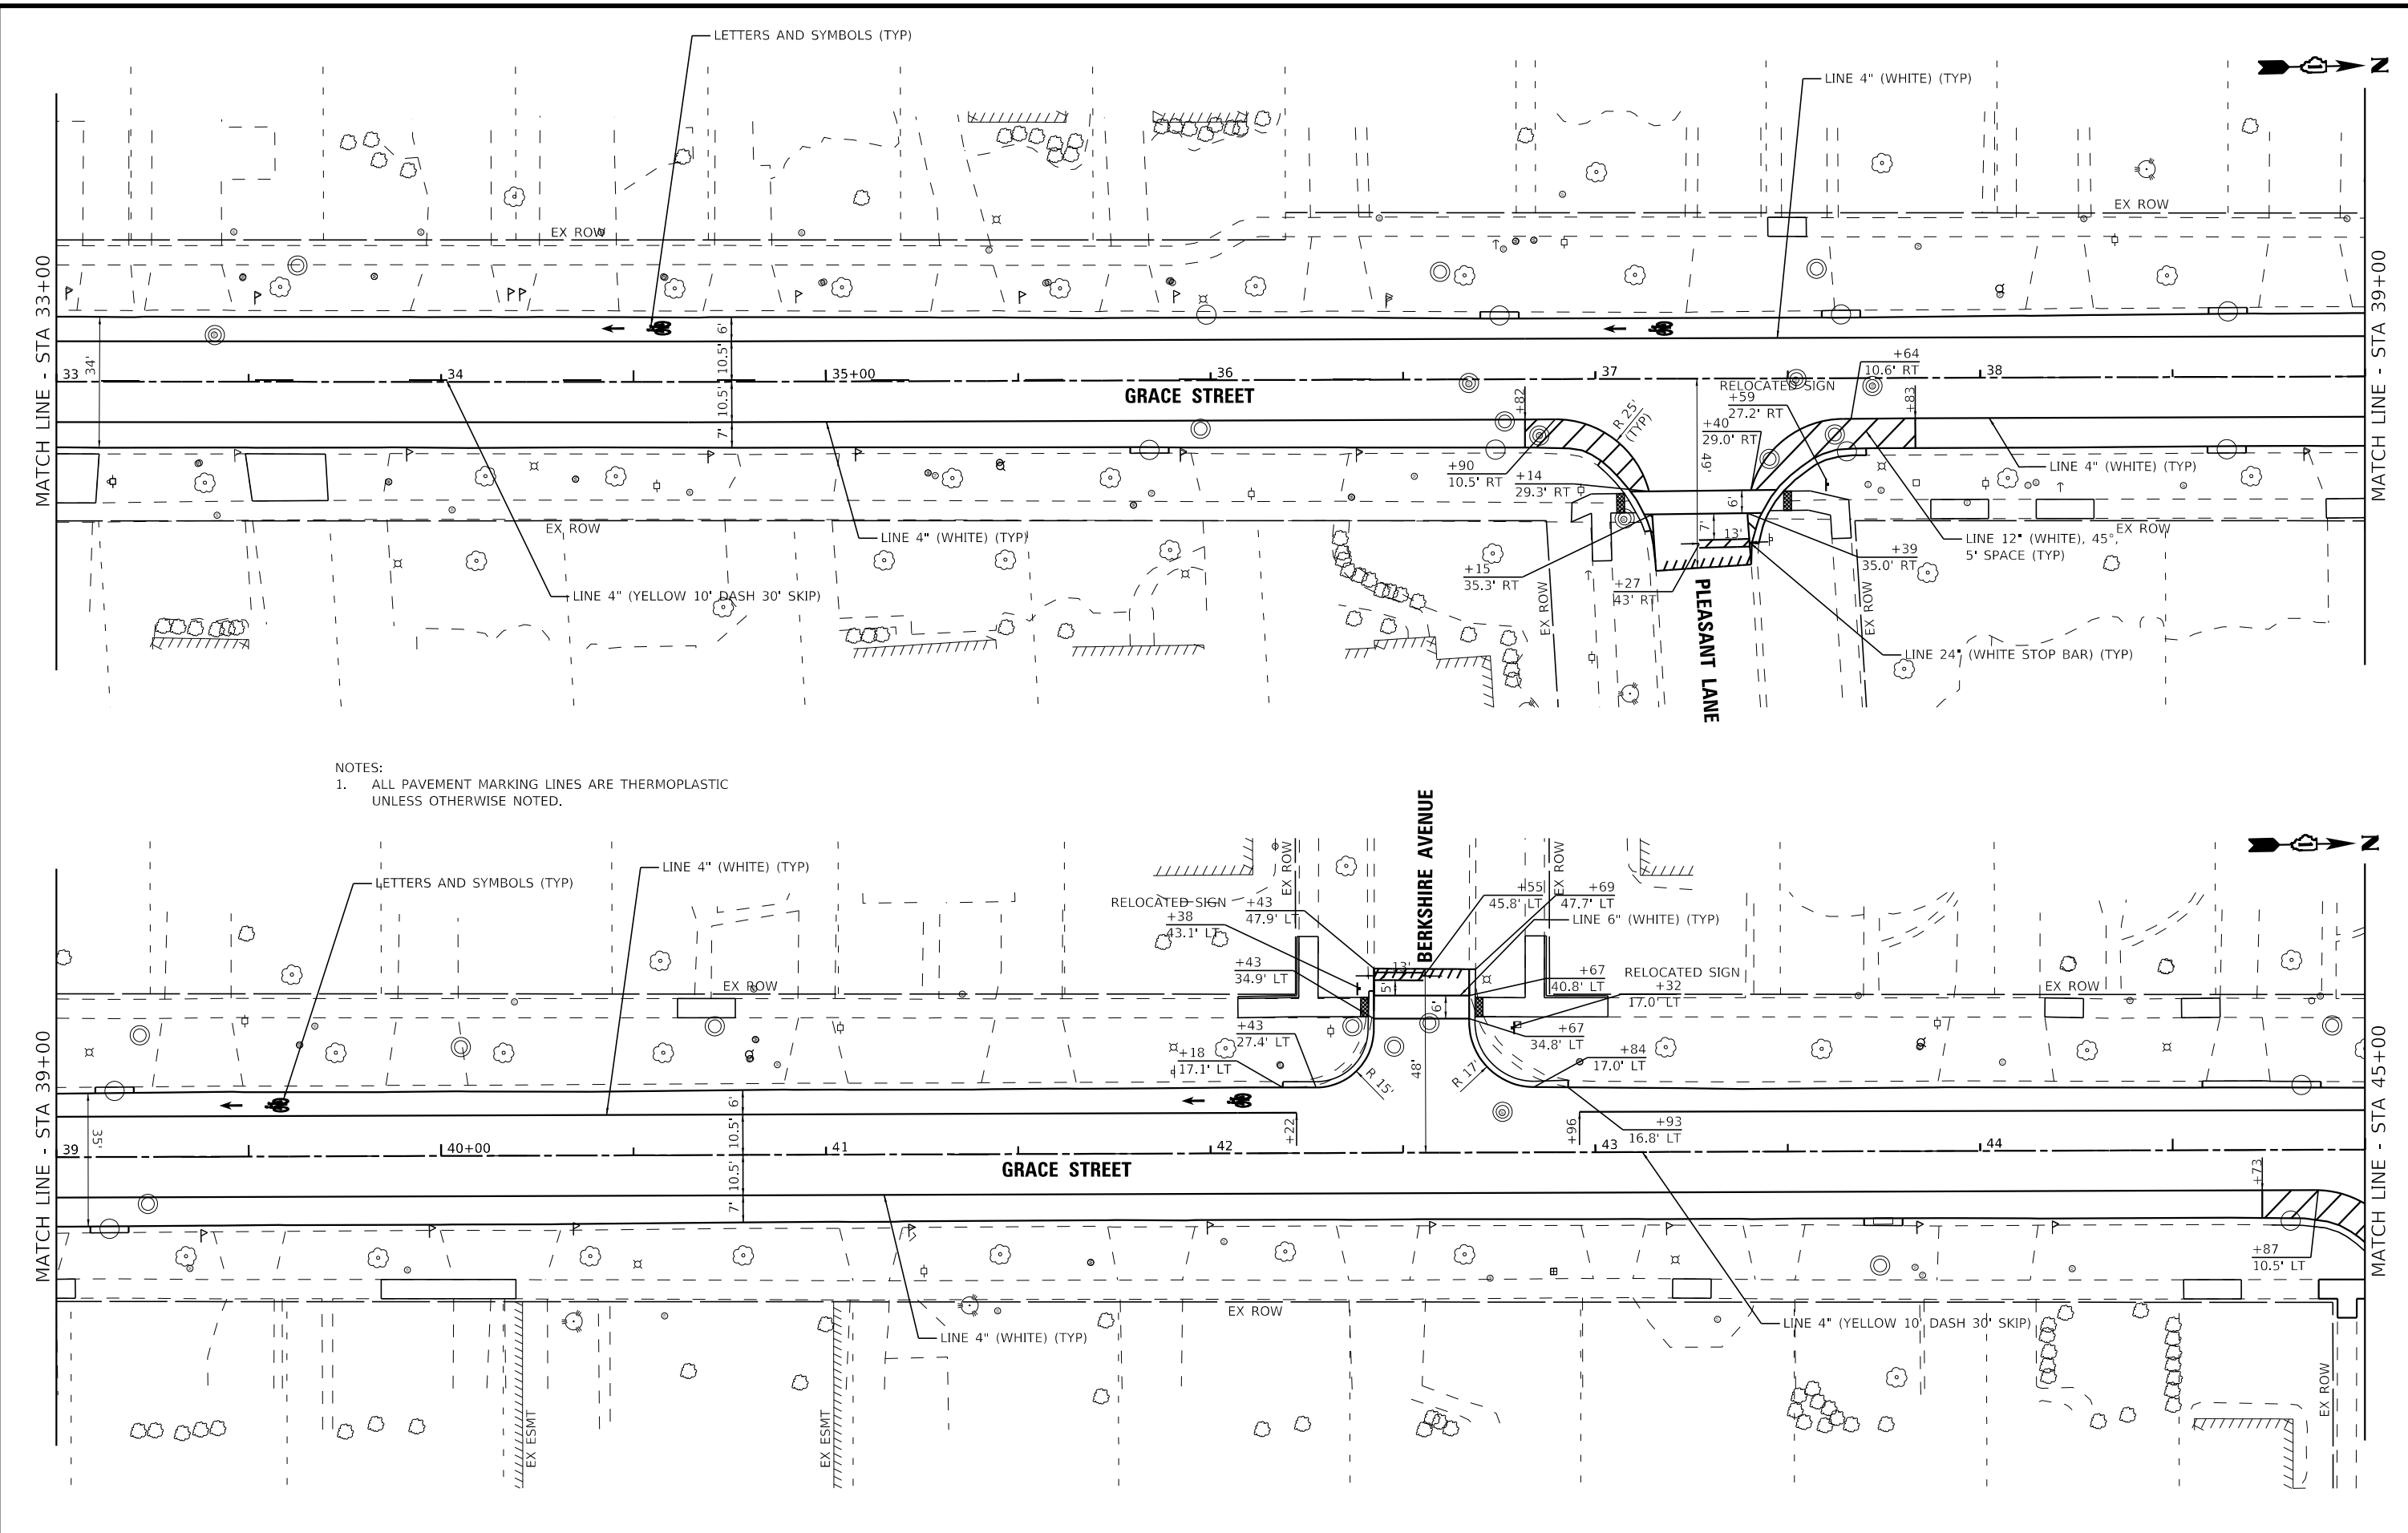 LETTERS AND SYMBOLS (TYP)
LINE 4" (WHITE) (TYP)
N
EX ROW
EX ROW
MATCH LINE - STA 33+00
MATCH LINE - STA 39+00
34'
6'
10.5'
10.5'
7'
33
34
35+00
36
37
38
GRACE STREET
+82
R 25'
(TYP)
RELOCATED SIGN
+59
27.2' RT
+64
10.6' RT
+83
+40
29.0' RT
49'
+90
10.5' RT
+14
29.3' RT
6'
7'
13'
LINE 4" (WHITE) (TYP)
EX ROW
EX ROW
LINE 4" (WHITE) (TYP)
LINE 12" (WHITE), 45°,
5' SPACE (TYP)
+39
35.0' RT
+15
35.3' RT
+27
43' RT
LINE 4" (YELLOW 10' DASH 30' SKIP)
EX ROW
EX ROW
PLEASANT LANE
LINE 24" (WHITE STOP BAR) (TYP)
NOTES:
1. ALL PAVEMENT MARKING LINES ARE THERMOPLASTIC
UNLESS OTHERWISE NOTED.
N
LETTERS AND SYMBOLS (TYP)
LINE 4" (WHITE) (TYP)
BERKSHIRE AVENUE
EX ROW
EX ROW
RELOCATED SIGN
+38
43.1' LT
+43
47.9' LT
+55
45.8' LT
+69
47.7' LT
LINE 6" (WHITE) (TYP)
+43
34.9' LT
13'
5'
6'
+67
40.8' LT
RELOCATED SIGN
+32
17.0' LT
EX ROW
EX ROW
MATCH LINE - STA 39+00
MATCH LINE - STA 45+00
+43
27.4' LT
+18
17.1' LT
R 15'
48'
R 17'
+67
34.8' LT
+84
17.0' LT
+93
16.8' LT
35'
6'
10.5'
10.5'
7'
+22
+96
39
40+00
41
42
43
44
GRACE STREET
+73
+87
10.5' LT
EX ROW
LINE 4" (WHITE) (TYP)
LINE 4" (YELLOW 10' DASH 30' SKIP)
EX ESMT
EX ESMT
EX ROW